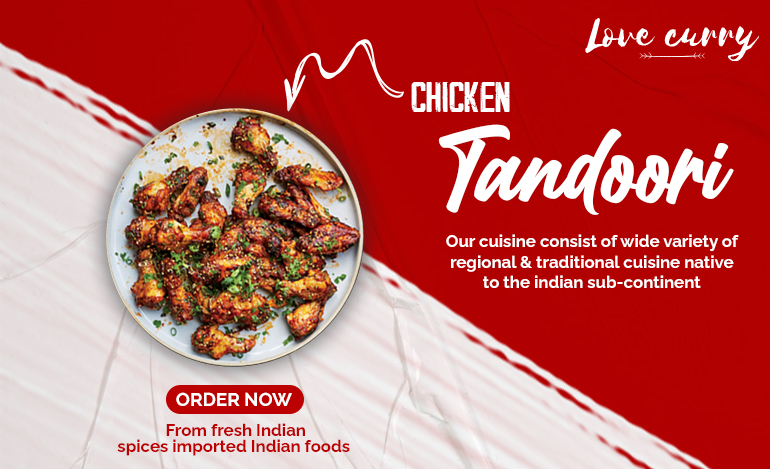 Love curry
CHICKEN
Tandoori
Our cuisine consist of wide variety of
regional & traditional cuisine native
to the indian sub-continent
ORDER NOW
From fresh Indian
spices imported Indian foods